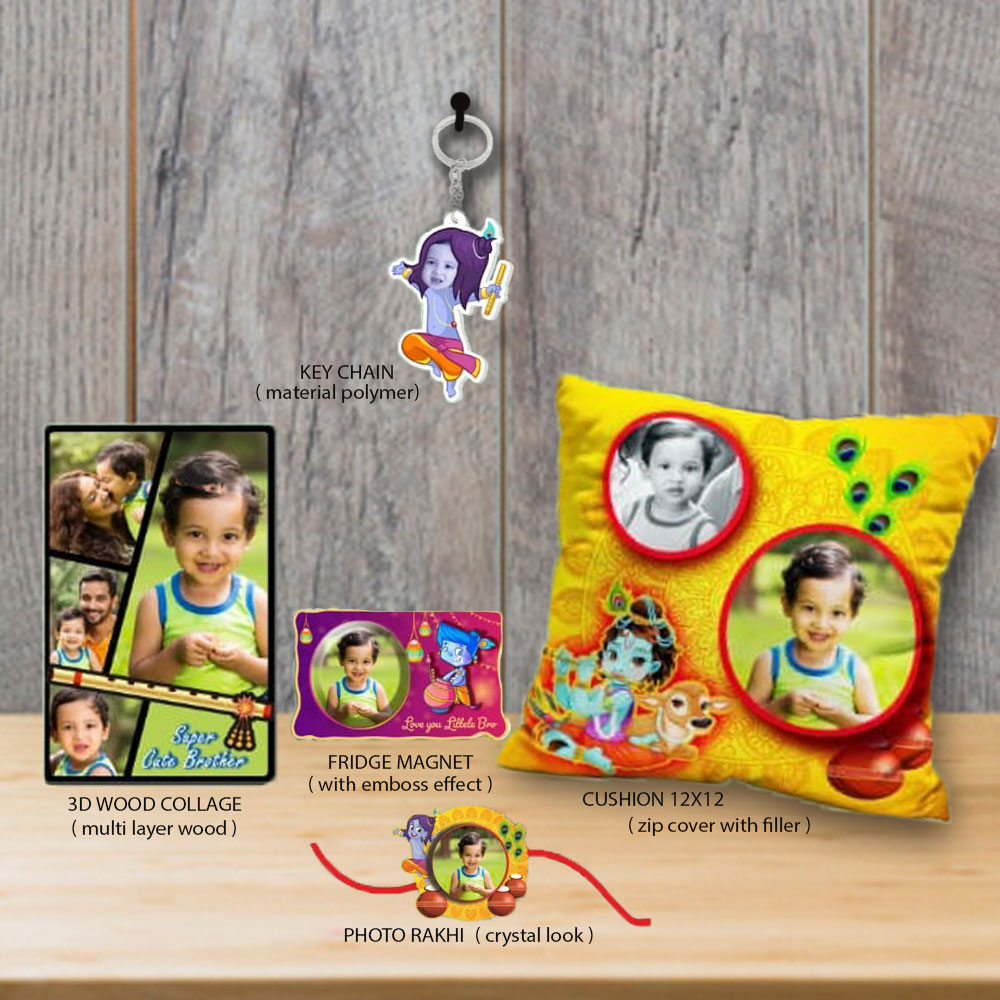 KEY CHAIN
( material polymer)
Super
Cute Brother
Love you Littele Bro
FRIDGE MAGNET
( with emboss effect )
3D WOOD COLLAGE
( multi layer wood )
CUSHION 12X12
( zip cover with filler )
PHOTO RAKHI ( crystal look )